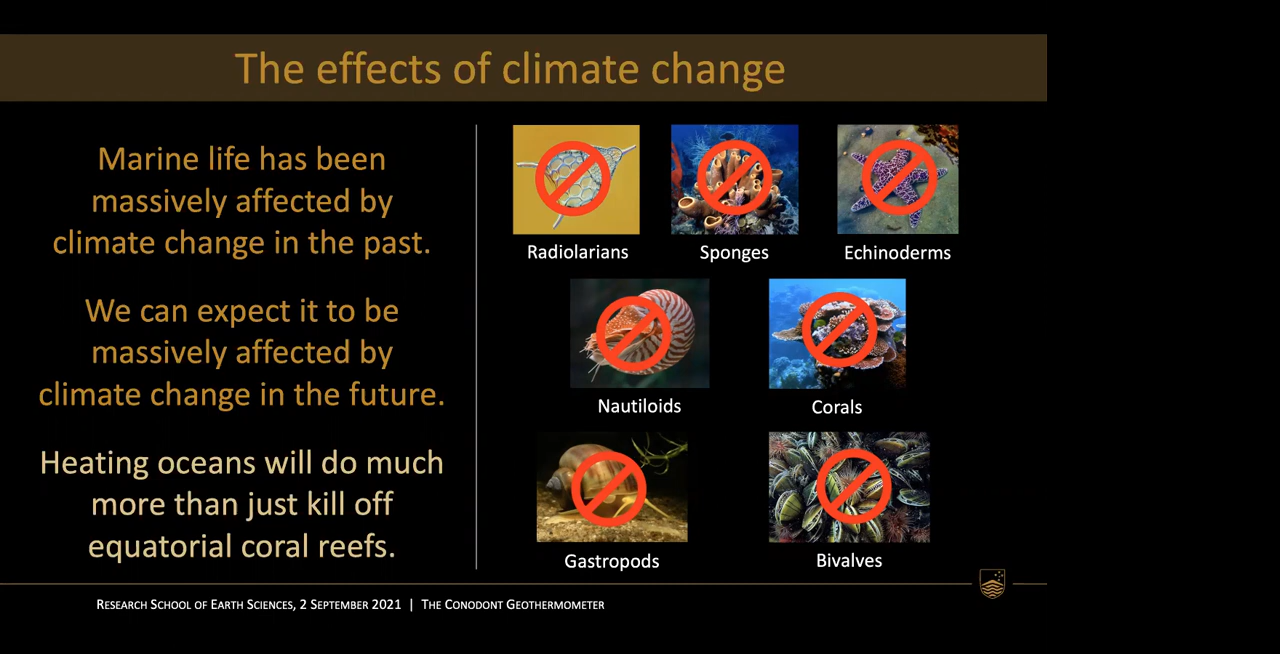 The effects of climate change
Marine life has been
massively affected by
climate change in the past.
We can expect it to be
massively affected by
climate change in the future.
Heating oceans will do much
more than just kill off
equatorial coral reefs.
Radiolarians
Sponges
Echinoderms
Nautiloids
Corals
Gastropods
Bivalves
Research School of Earth Sciences, 2 September 2021 | The Conodont Geothermometer